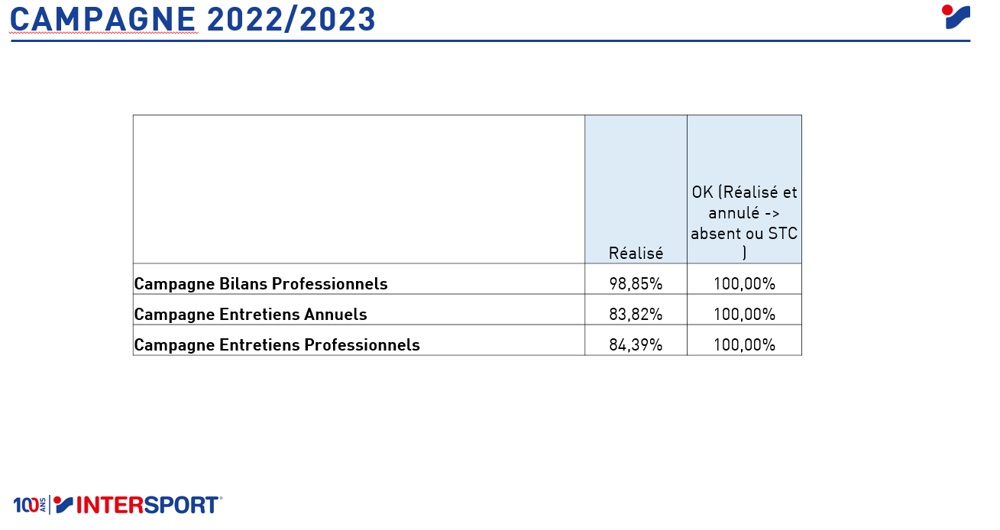 CAMPAGNE 2022/2023
Réalisé
OK (Réalisé et
annulé ->
absent ou STC
)
Campagne Bilans Professionnels 98,85% 100,00%
Campagne Entretiens Annuels 83,82% 100,00%
Campagne Entretiens Professionnels 84,39% 100,00%
100 ANS INTERSPORT®